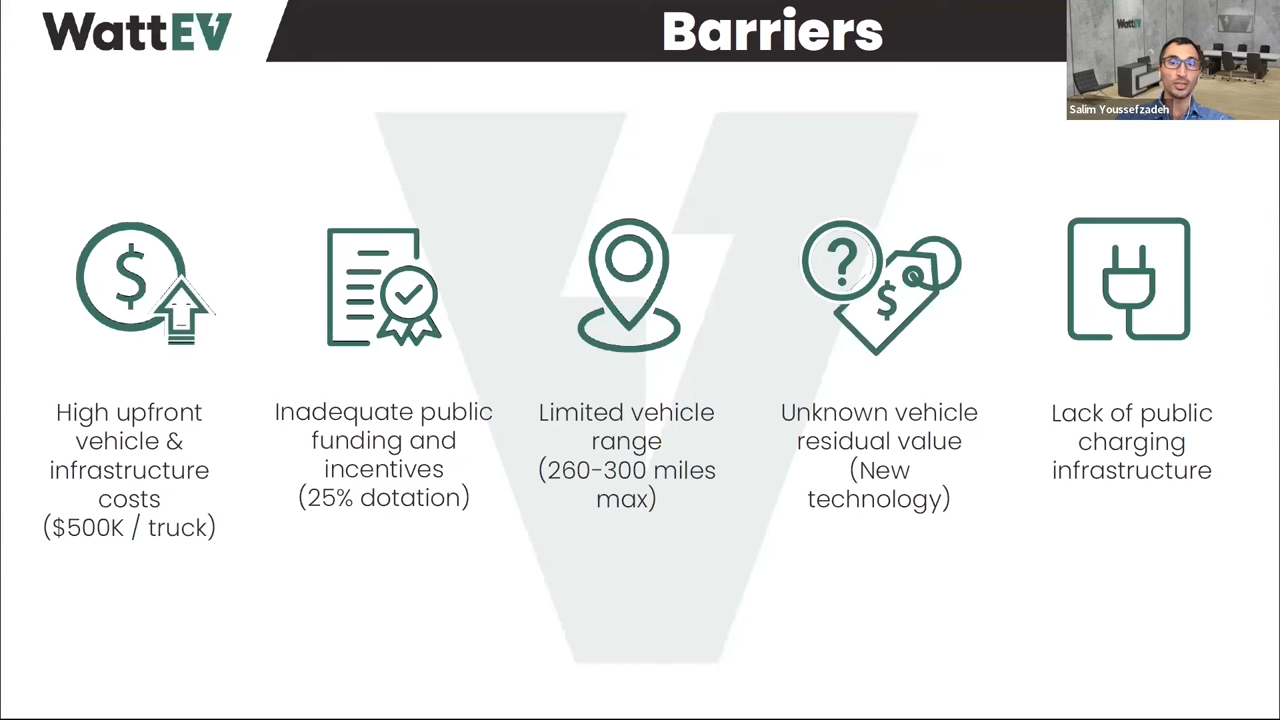 WattEV
Barriers
WattEV
Salim Youssefzadeh
$
?
$
High upfront
vehicle &
infrastructure
costs
($500K / truck)
Inadequate public
funding and
incentives
(25% dotation)
Limited vehicle
range
(260-300 miles
max)
Unknown vehicle
residual value
(New
technology)
Lack of public
charging
infrastructure